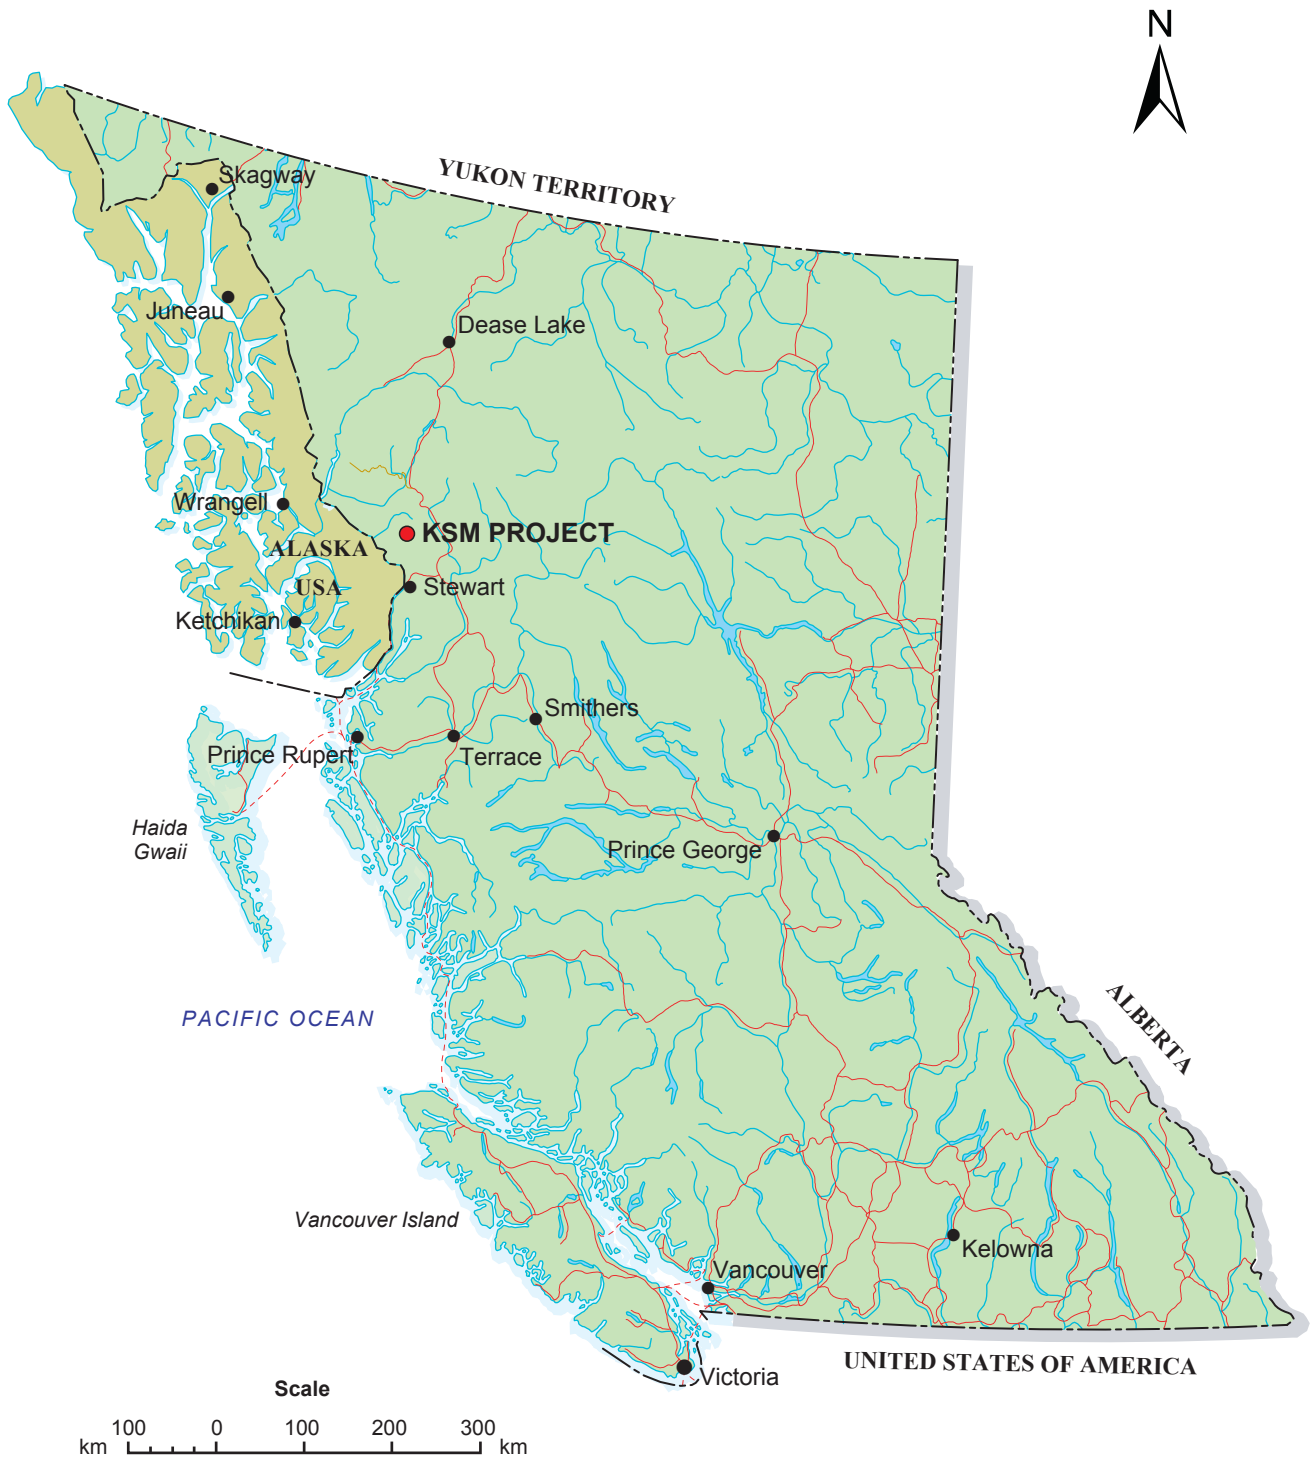 N
YUKON TERRITORY
Skagway
Juneau
Dease Lake
Wrangell
KSM PROJECT
ALASKA
USA
Stewart
Ketchikan
Smithers
Prince Rupert
Terrace
Haida
Gwaii
Prince George
PACIFIC OCEAN
ALBERTA
Vancouver Island
Kelowna
Vancouver
UNITED STATES OF AMERICA
Victoria
Scale
100 0 100 200 300
km km